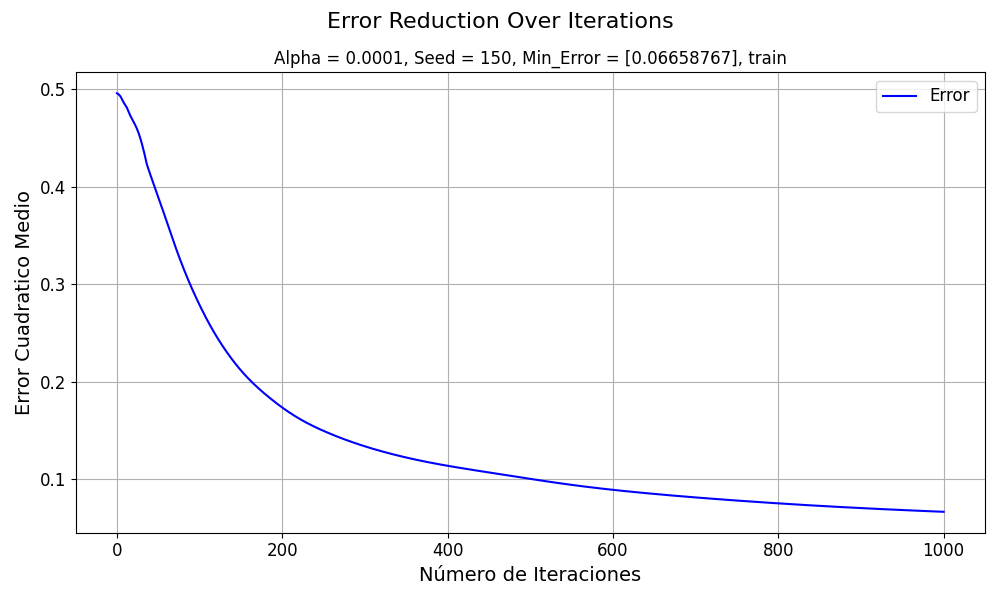 Error Reduction Over Iterations
Alpha = 0.0001, Seed = 150, Min_Error = [0.06658767], train
Error
Error Cuadratico Medio
0.5
0.4
0.3
0.2
0.1
0 200 400 600 800 1000
Número de Iteraciones